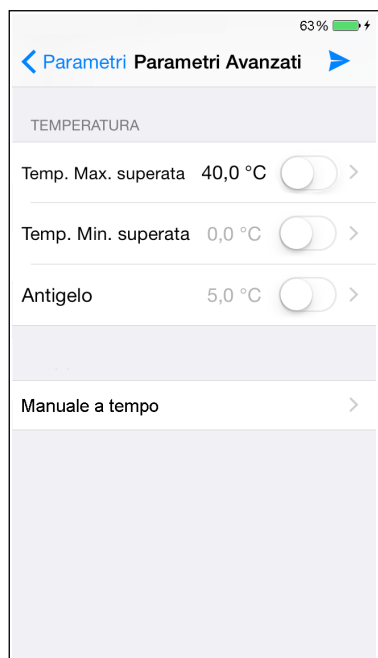 63%
Parametri Parametri Avanzati
TEMPERATURA
Temp. Max. superata 40,0 °C
Temp. Min. superata 0,0 °C
Antigelo 5,0 °C
Manuale a tempo